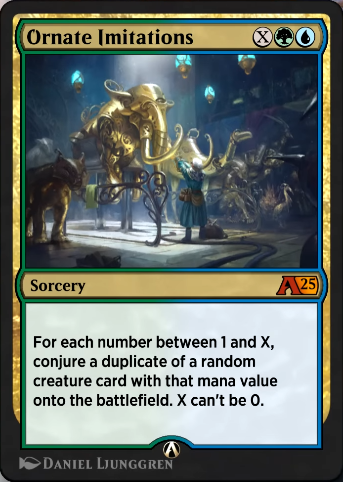 Ornate Imitations X
Sorcery A25
For each number between 1 and X,
conjure a duplicate of a random
creature card with that mana value
onto the battlefield. X can't be 0.
Daniel Ljunggren